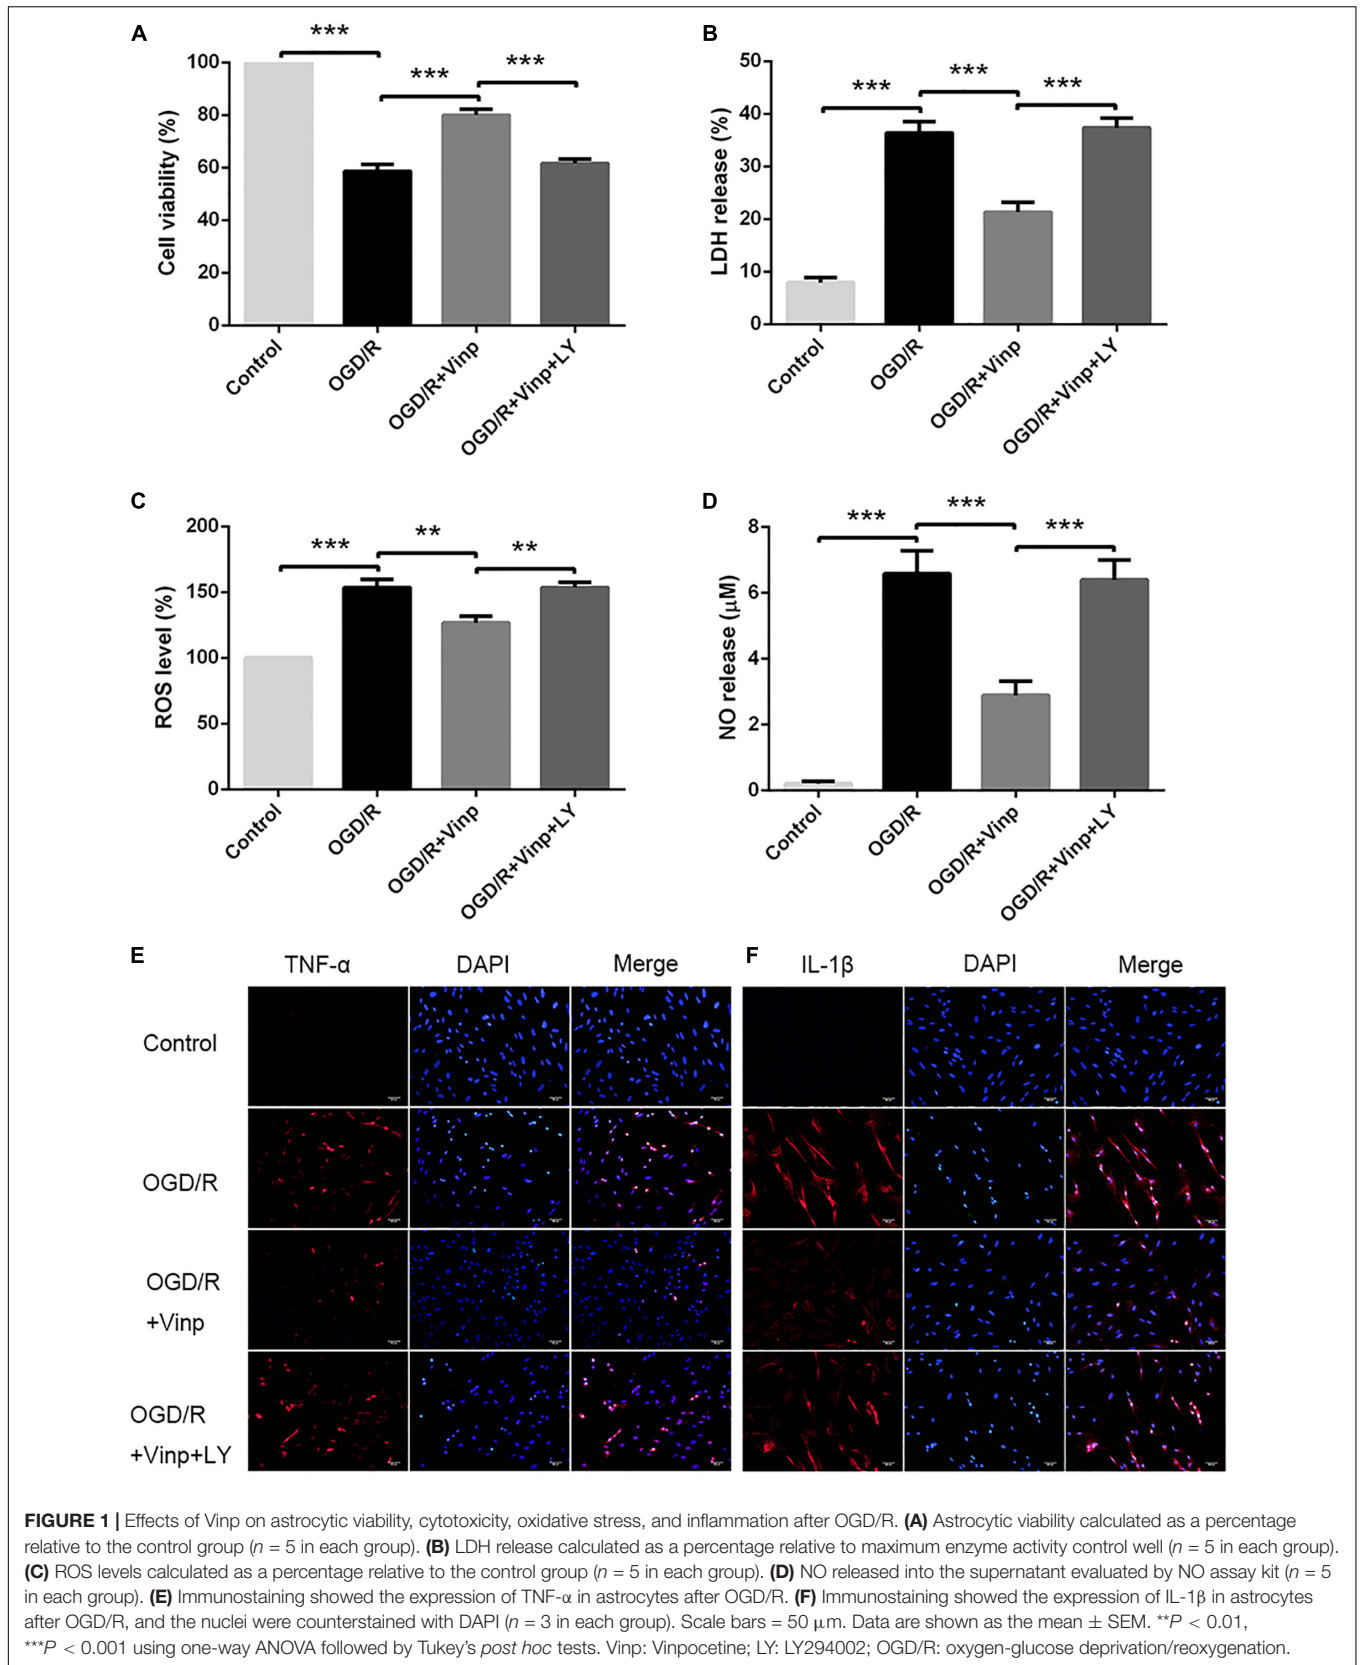 A
***
***
***
100
80
60
40
20
0
Cell viability (%)
Control
OGD/R
OGD/R+Vinp
OGD/R+Vinp+LY
B
***
***
***
50
40
30
20
10
0
LDH release (%)
Control
OGD/R
OGD/R+Vinp
OGD/R+Vinp+LY
C
***
**
**
200
150
100
50
0
ROS level (%)
Control
OGD/R
OGD/R+Vinp
OGD/R+Vinp+LY
D
***
***
***
8
6
4
2
0
NO release (μM)
Control
OGD/R
OGD/R+Vinp
OGD/R+Vinp+LY
E
TNF-α DAPI Merge
F
IL-1β DAPI Merge
Control
OGD/R
OGD/R
+Vinp
OGD/R
+Vinp+LY
FIGURE 1 | Effects of Vinp on astrocytic viability, cytotoxicity, oxidative stress, and inflammation after OGD/R. (A) Astrocytic viability calculated as a percentage
relative to the control group (n = 5 in each group). (B) LDH release calculated as a percentage relative to maximum enzyme activity control well (n = 5 in each group).
(C) ROS levels calculated as a percentage relative to the control group (n = 5 in each group). (D) NO released into the supernatant evaluated by NO assay kit (n = 5
in each group). (E) Immunostaining showed the expression of TNF-α in astrocytes after OGD/R. (F) Immunostaining showed the expression of IL-1β in astrocytes
after OGD/R, and the nuclei were counterstained with DAPI (n = 3 in each group). Scale bars = 50 μm. Data are shown as the mean ± SEM. **P < 0.01,
***P < 0.001 using one-way ANOVA followed by Tukey's post hoc tests. Vinp: Vinpocetine; LY: LY294002; OGD/R: oxygen-glucose deprivation/reoxygenation.